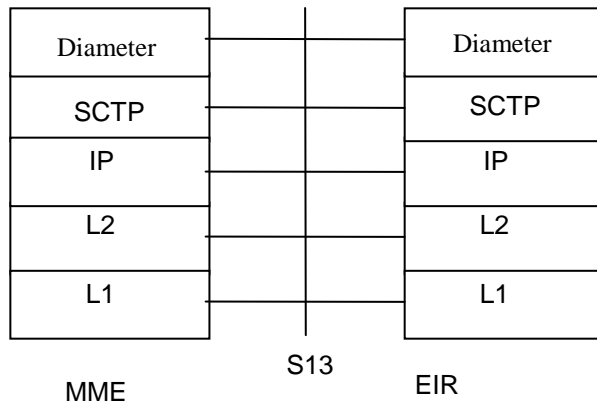 Diameter Diameter
SCTP SCTP
IP IP
L2 L2
L1 L1
S13
MME EIR